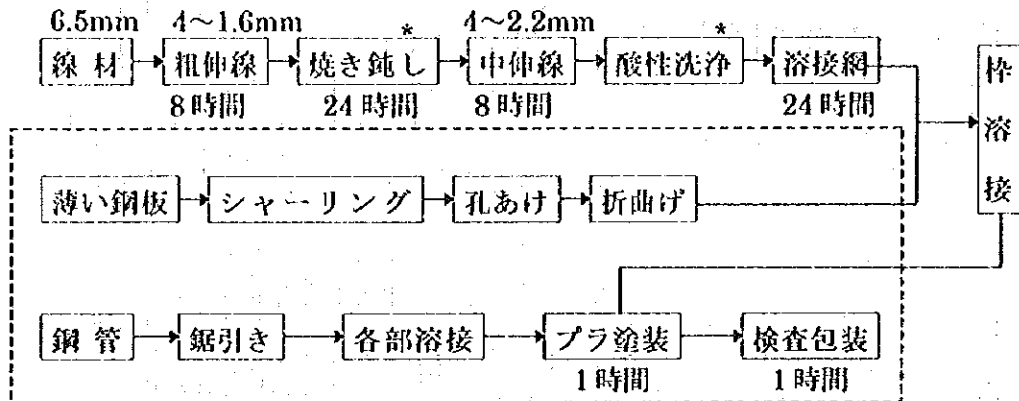 6.5mm 4～1.6mm * 4～2.2mm *
線材 粗伸線 焼き鈍し 中伸線 酸性洗浄 溶接網
8時間 24時間 8時間 24時間
枠溶接
薄い鋼板 シャーリング 孔あけ 折曲げ
鋼管 鋸引き 各部溶接 プラ塗装 検査包装
1時間 1時間